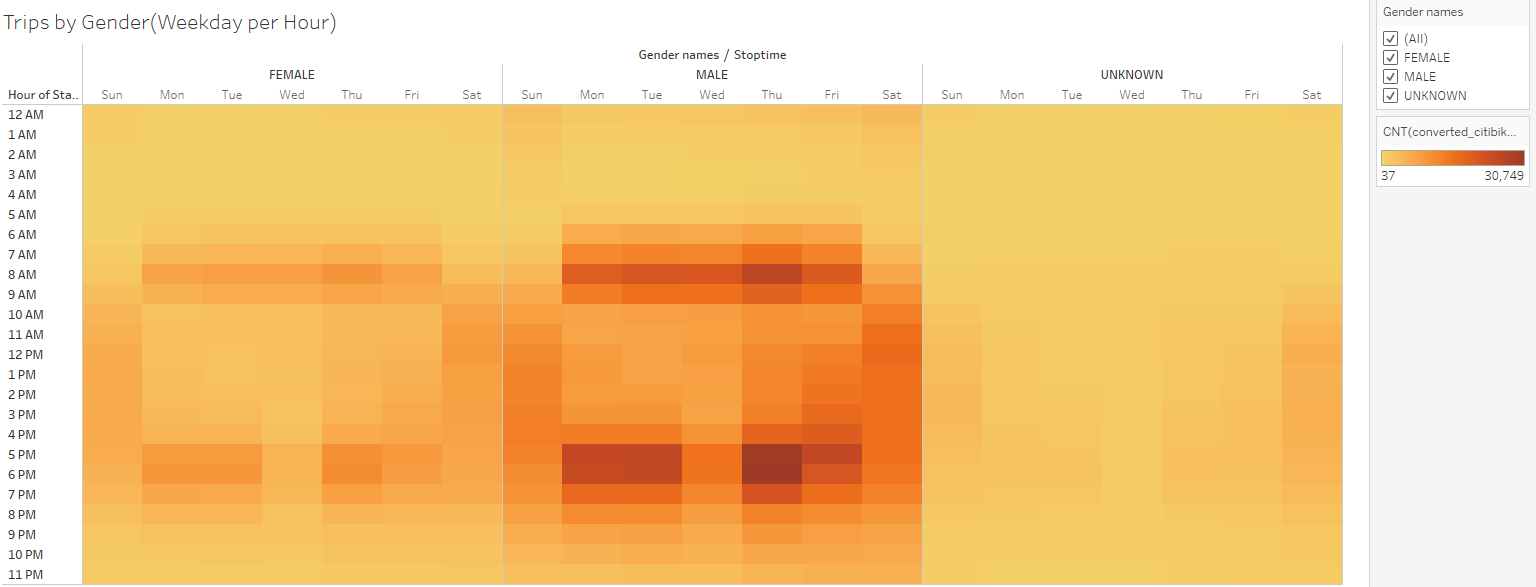 Trips by Gender(Weekday per Hour)
Gender names / Stoptime
FEMALE MALE UNKNOWN
Hour of Sta.. Sun Mon Tue Wed Thu Fri Sat Sun Mon Tue Wed Thu Fri Sat Sun Mon Tue Wed Thu Fri Sat
12 AM
1 AM
2 AM
3 AM
4 AM
5 AM
6 AM
7 AM
8 AM
9 AM
10 AM
11 AM
12 PM
1 PM
2 PM
3 PM
4 PM
5 PM
6 PM
7 PM
8 PM
9 PM
10 PM
11 PM
Gender names
(All)
FEMALE
MALE
UNKNOWN
CNT(converted_citibik...
37 30,749